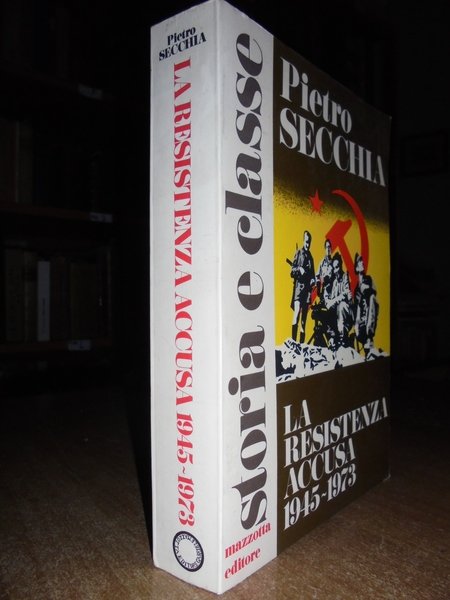 Pietro
SECCHIA
LA RESISTENZA ACCUSA 1945~1973
storia e classe
mazzotta
editore
Pietro
SECCHIA
LA
RESISTENZA
ACCUSA
1945~1973